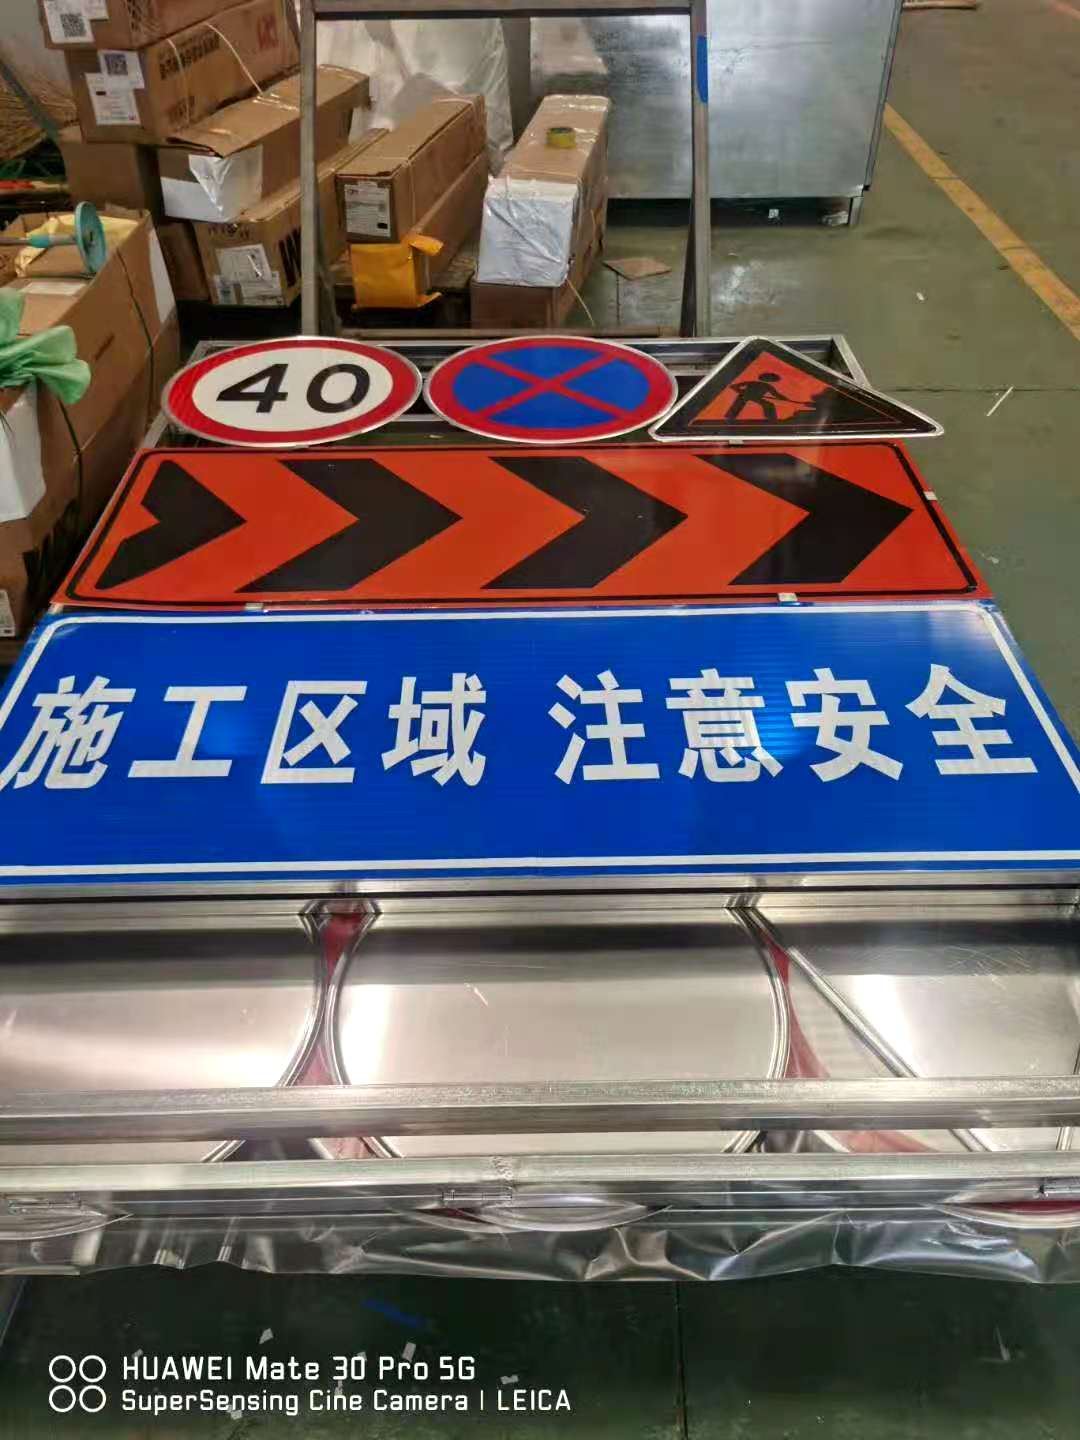 40
施工区域 注意安全
HUAWEI Mate 30 Pro 5G
SuperSensing Cine Camera | LEICA